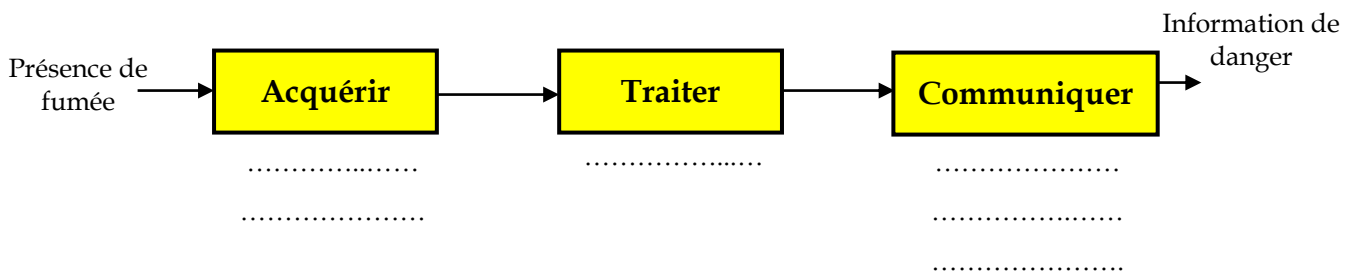 Présence de
fumée
Acquérir
Traiter
Communiquer
Information de
danger
…………...……
…………………
……………...….
…………………
……………..……
………………….